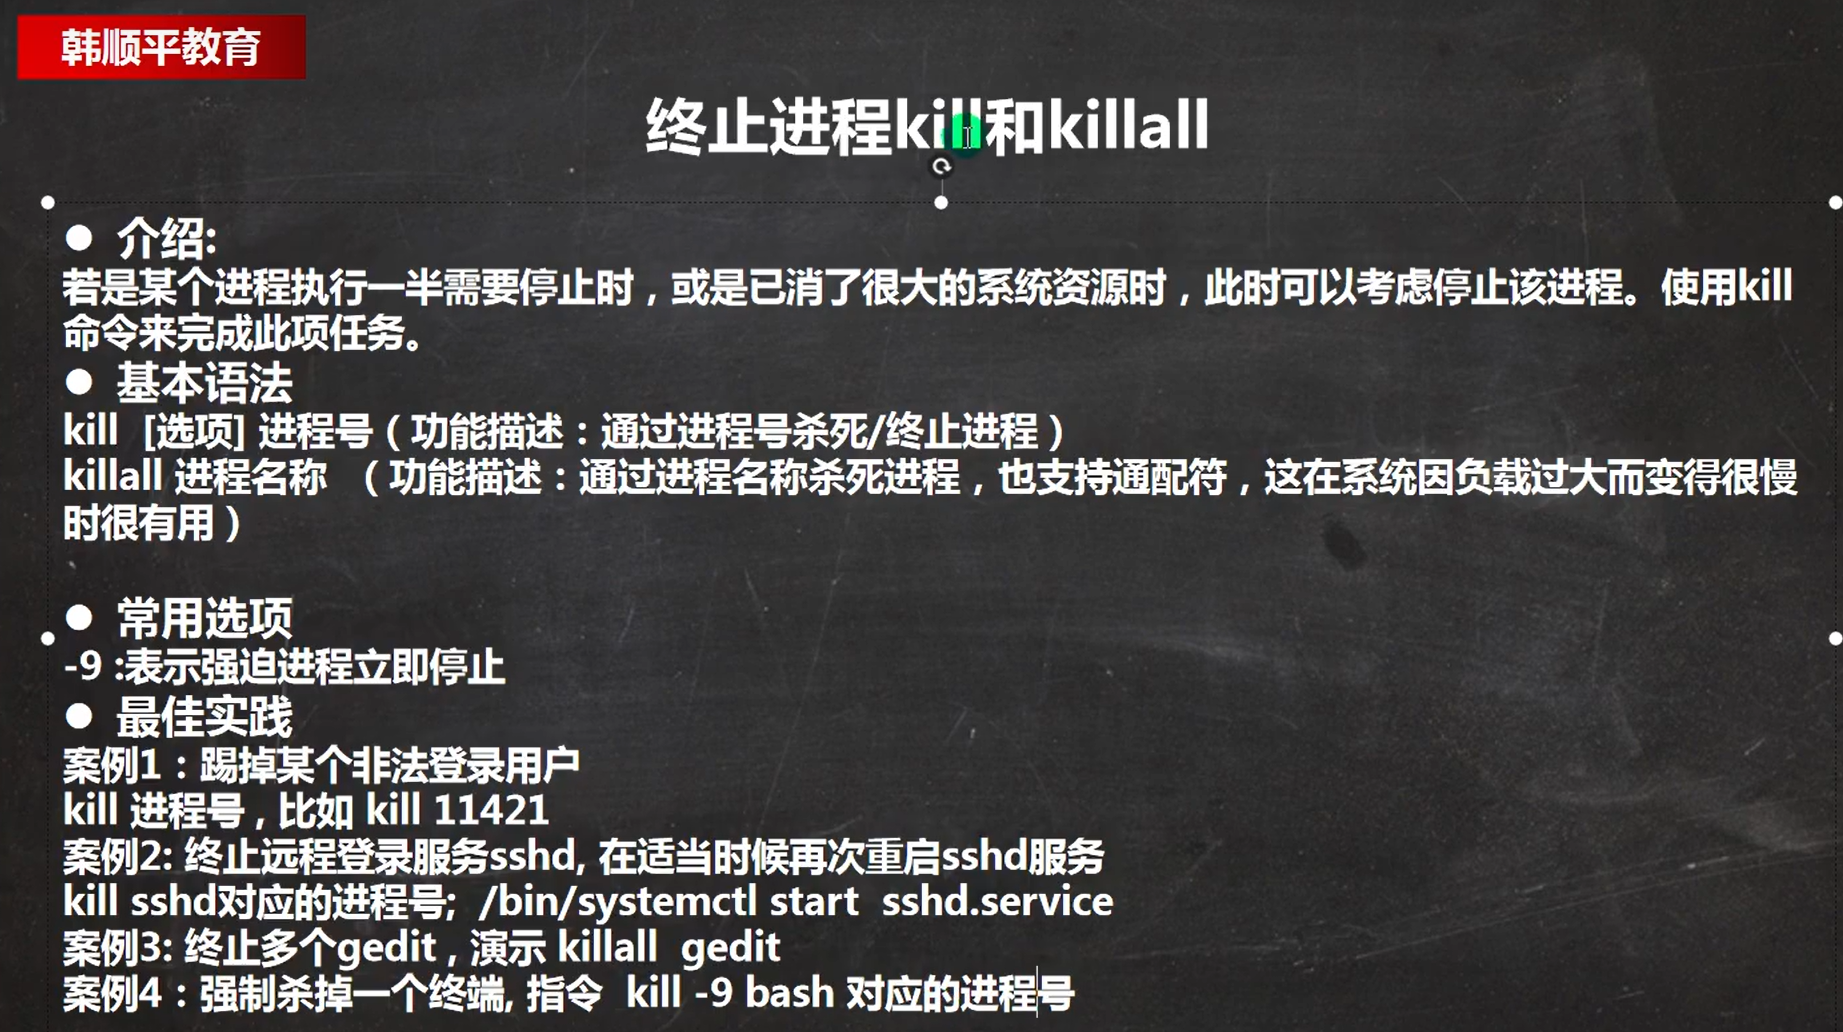 韩顺平教育
终止进程kill和killall
● 介绍:
若是某个进程执行一半需要停止时，或是已消了很大的系统资源时，此时可以考虑停止该进程。使用kill
命令来完成此项任务。
● 基本语法
kill [选项] 进程号（功能描述：通过进程号杀死/终止进程）
killall 进程名称 （功能描述：通过进程名称杀死进程，也支持通配符，这在系统因负载过大而变得很慢
时很有用）
● 常用选项
-9 :表示强迫进程立即停止
● 最佳实践
案例1：踢掉某个非法登录用户
kill 进程号，比如 kill 11421
案例2: 终止远程登录服务sshd, 在适当时候再次重启sshd服务
kill sshd对应的进程号; /bin/systemctl start sshd.service
案例3: 终止多个gedit，演示 killall gedit
案例4：强制杀掉一个终端, 指令 kill -9 bash 对应的进程号